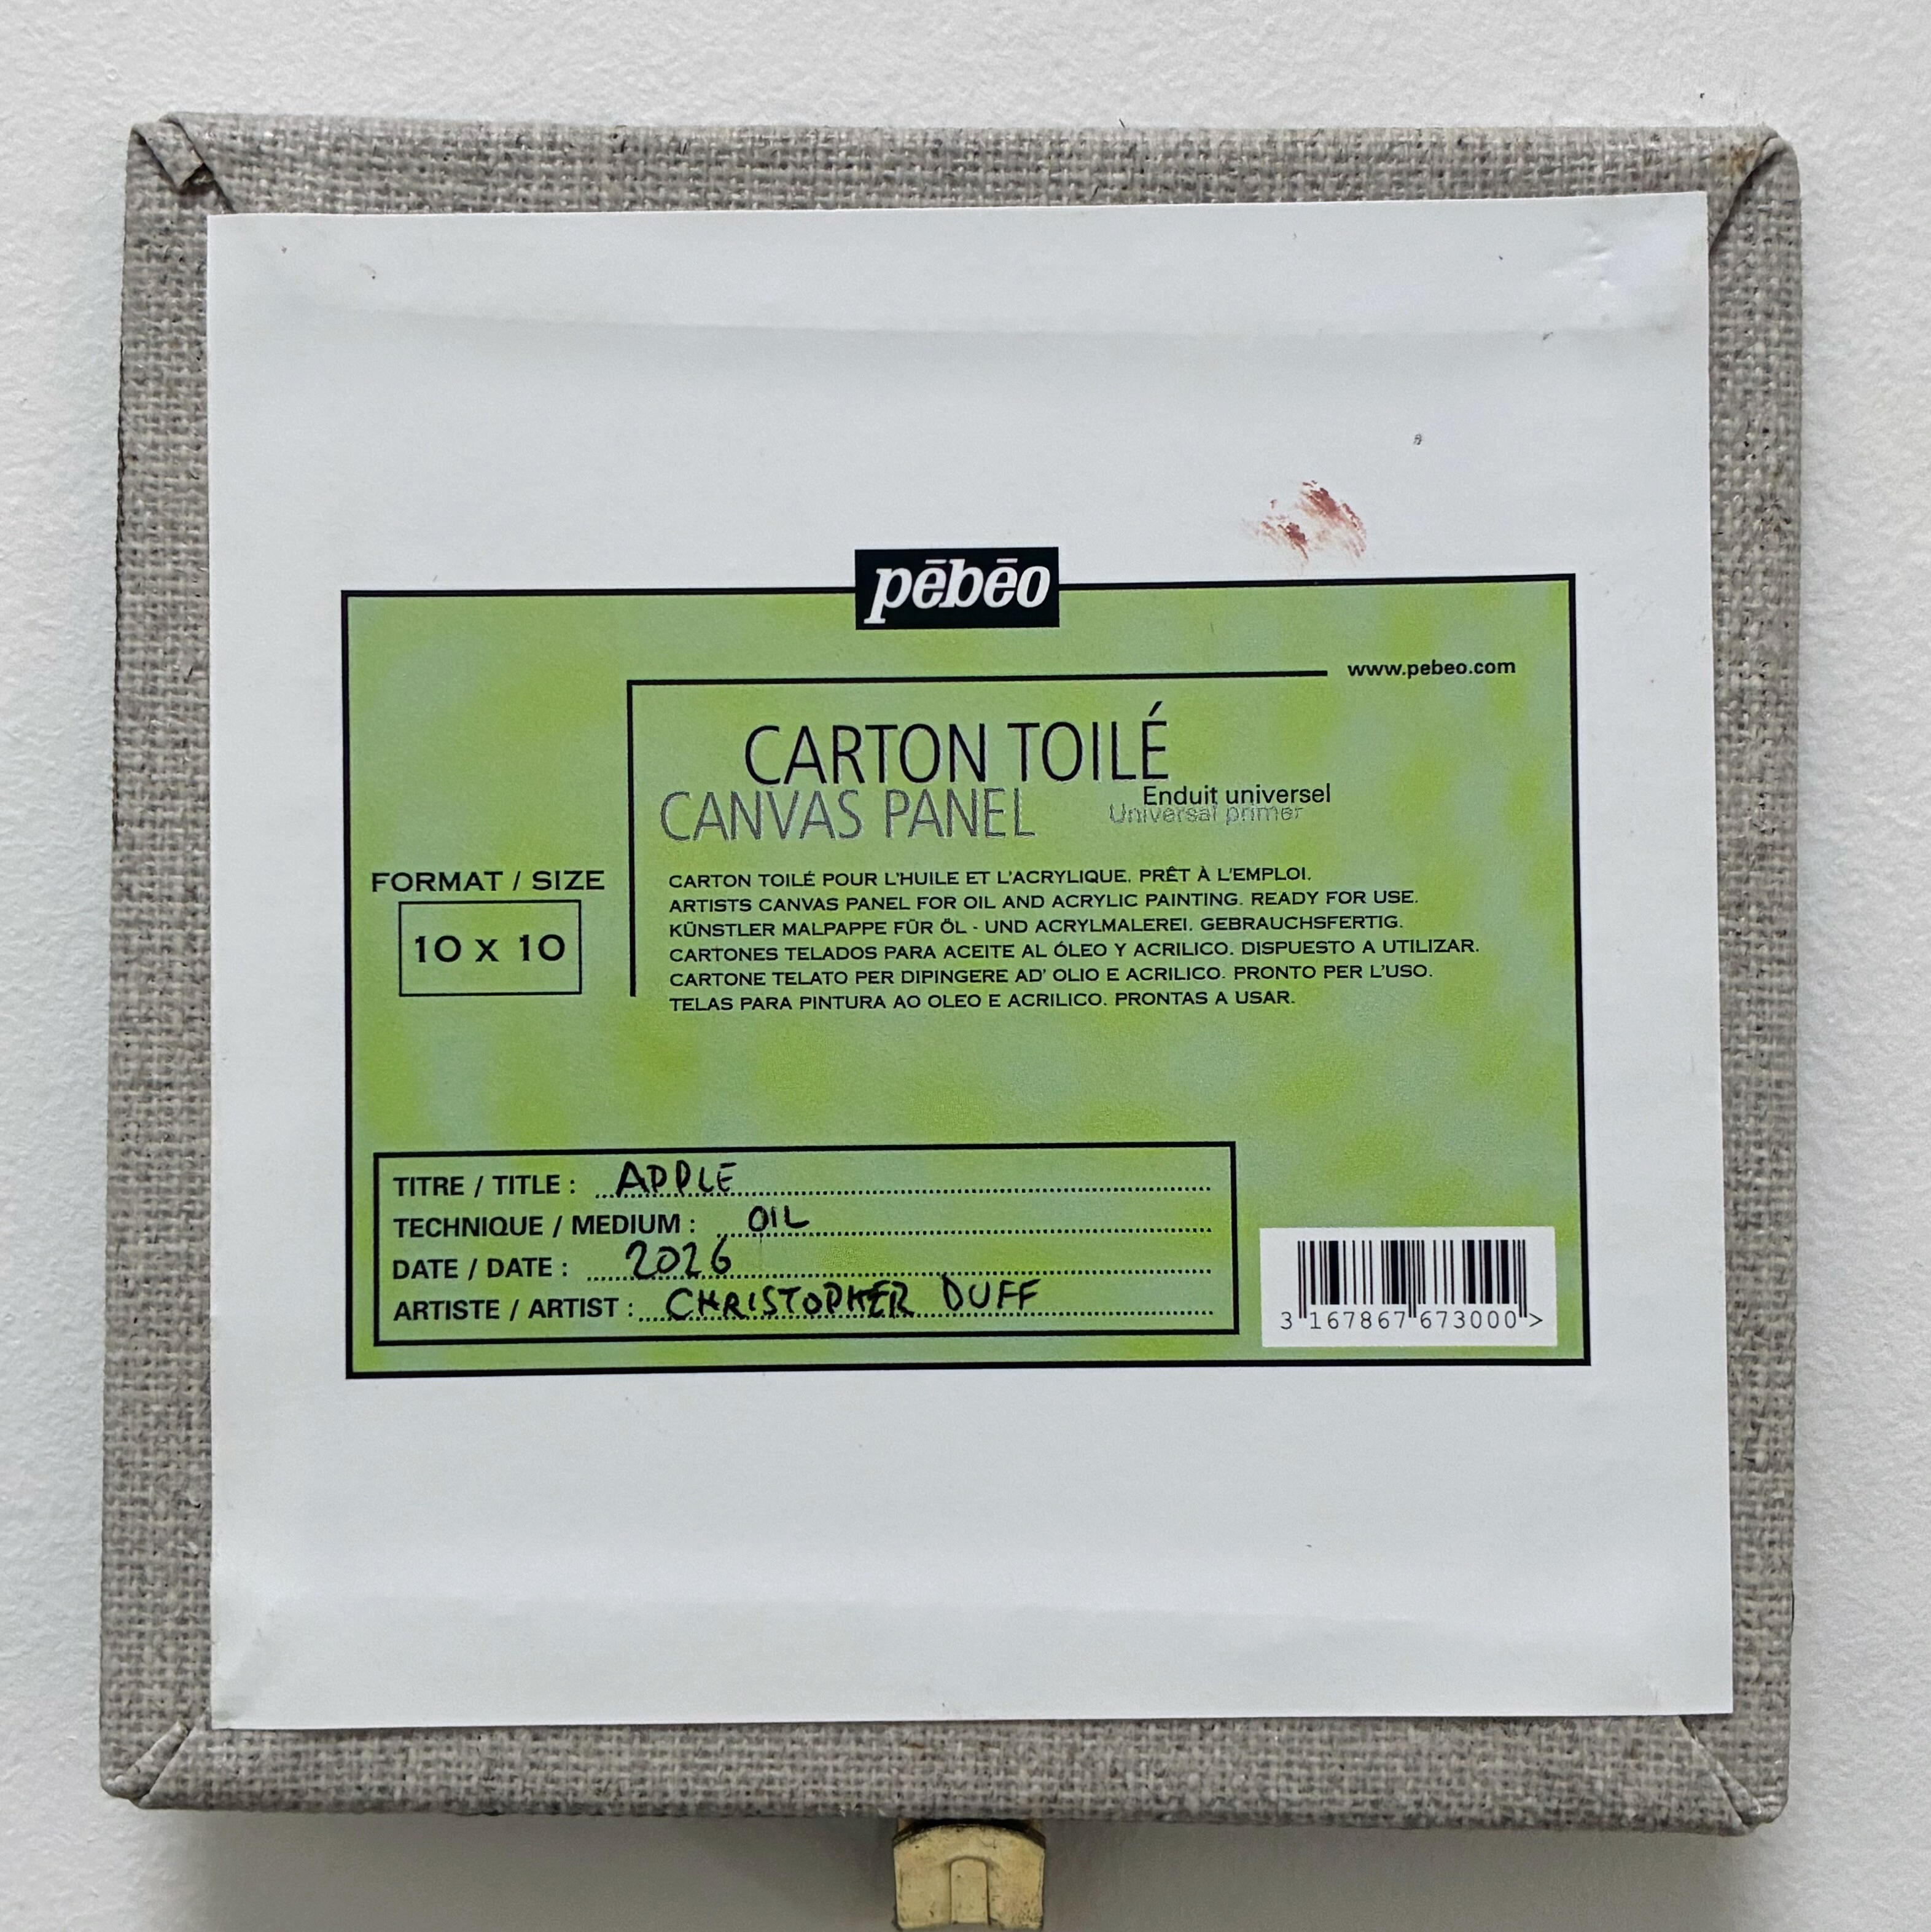 pēbēo
www.pebeo.com
CARTON TOILÉ
CANVAS PANEL
Enduit universel
Universal primer
FORMAT / SIZE
10 x 10
CARTON TOILÉ POUR L'HUILE ET L'ACRYLIQUE. PRÊT À L'EMPLOI.
ARTISTS CANVAS PANEL FOR OIL AND ACRYLIC PAINTING. READY FOR USE.
KÜNSTLER MALPAPPE FÜR ÖL - UND ACRYLMALEREI. GEBRAUCHSFERTIG.
CARTONES TELADOS PARA ACEITE AL ÓLEO Y ACRILICO. DISPUESTO A UTILIZAR.
CARTONE TELATO PER DIPINGERE AD' OLIO E ACRILICO. PRONTO PER L'USO.
TELAS PARA PINTURA AO OLEO E ACRILICO. PRONTAS A USAR.
TITRE / TITLE : APPLE
TECHNIQUE / MEDIUM : OIL
DATE / DATE : 2026
ARTISTE / ARTIST : CHRISTOPHER DUFF
3 167867 673000 >